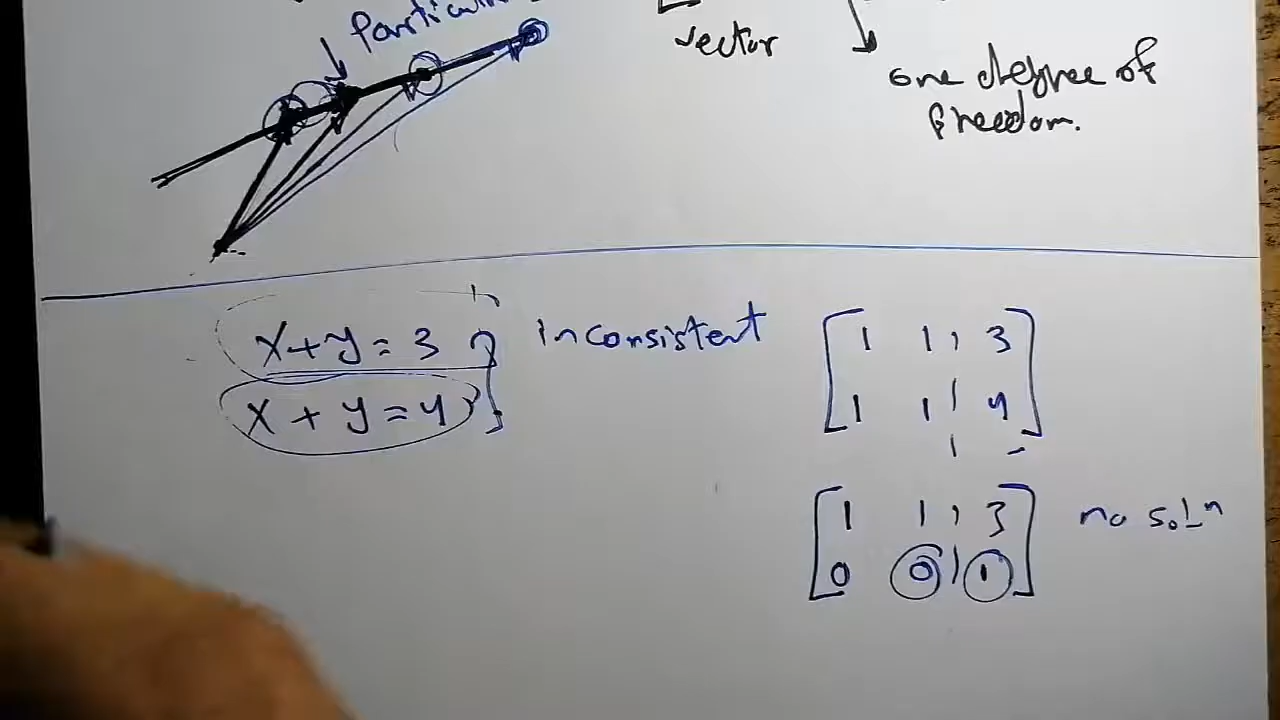 vector
one degree of
freedom.
x+y=3
x+y=4
inconsistent
1 1 3
1 1 4
1 1 3
0 0 1
no soln